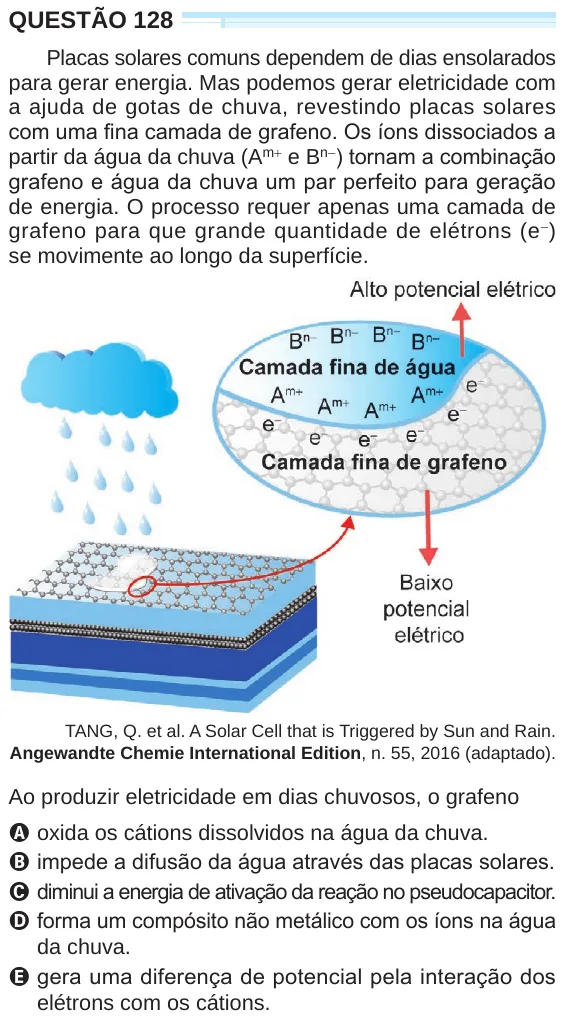 QUESTÃO 128
Placas solares comuns dependem de dias ensolarados
para gerar energia. Mas podemos gerar eletricidade com
a ajuda de gotas de chuva, revestindo placas solares
com uma fina camada de grafeno. Os íons dissociados a
partir da água da chuva (Aᵐ⁺ e Bⁿ⁻) tornam a combinação
grafeno e água da chuva um par perfeito para geração
de energia. O processo requer apenas uma camada de
grafeno para que grande quantidade de elétrons (e⁻)
se movimente ao longo da superfície.
Alto potencial elétrico
Bⁿ⁻ Bⁿ⁻ Bⁿ⁻ Bⁿ⁻
Camada fina de água
Aᵐ⁺ Aᵐ⁺ Aᵐ⁺ Aᵐ⁺
e⁻ e⁻ e⁻ e⁻ e⁻ e⁻
Camada fina de grafeno
Baixo
potencial
elétrico
TANG, Q. et al. A Solar Cell that is Triggered by Sun and Rain.
Angewandte Chemie International Edition, n. 55, 2016 (adaptado).
Ao produzir eletricidade em dias chuvosos, o grafeno
A oxida os cátions dissolvidos na água da chuva.
B impede a difusão da água através das placas solares.
C diminui a energia de ativação da reação no pseudocapacitor.
D forma um compósito não metálico com os íons na água
da chuva.
E gera uma diferença de potencial pela interação dos
elétrons com os cátions.